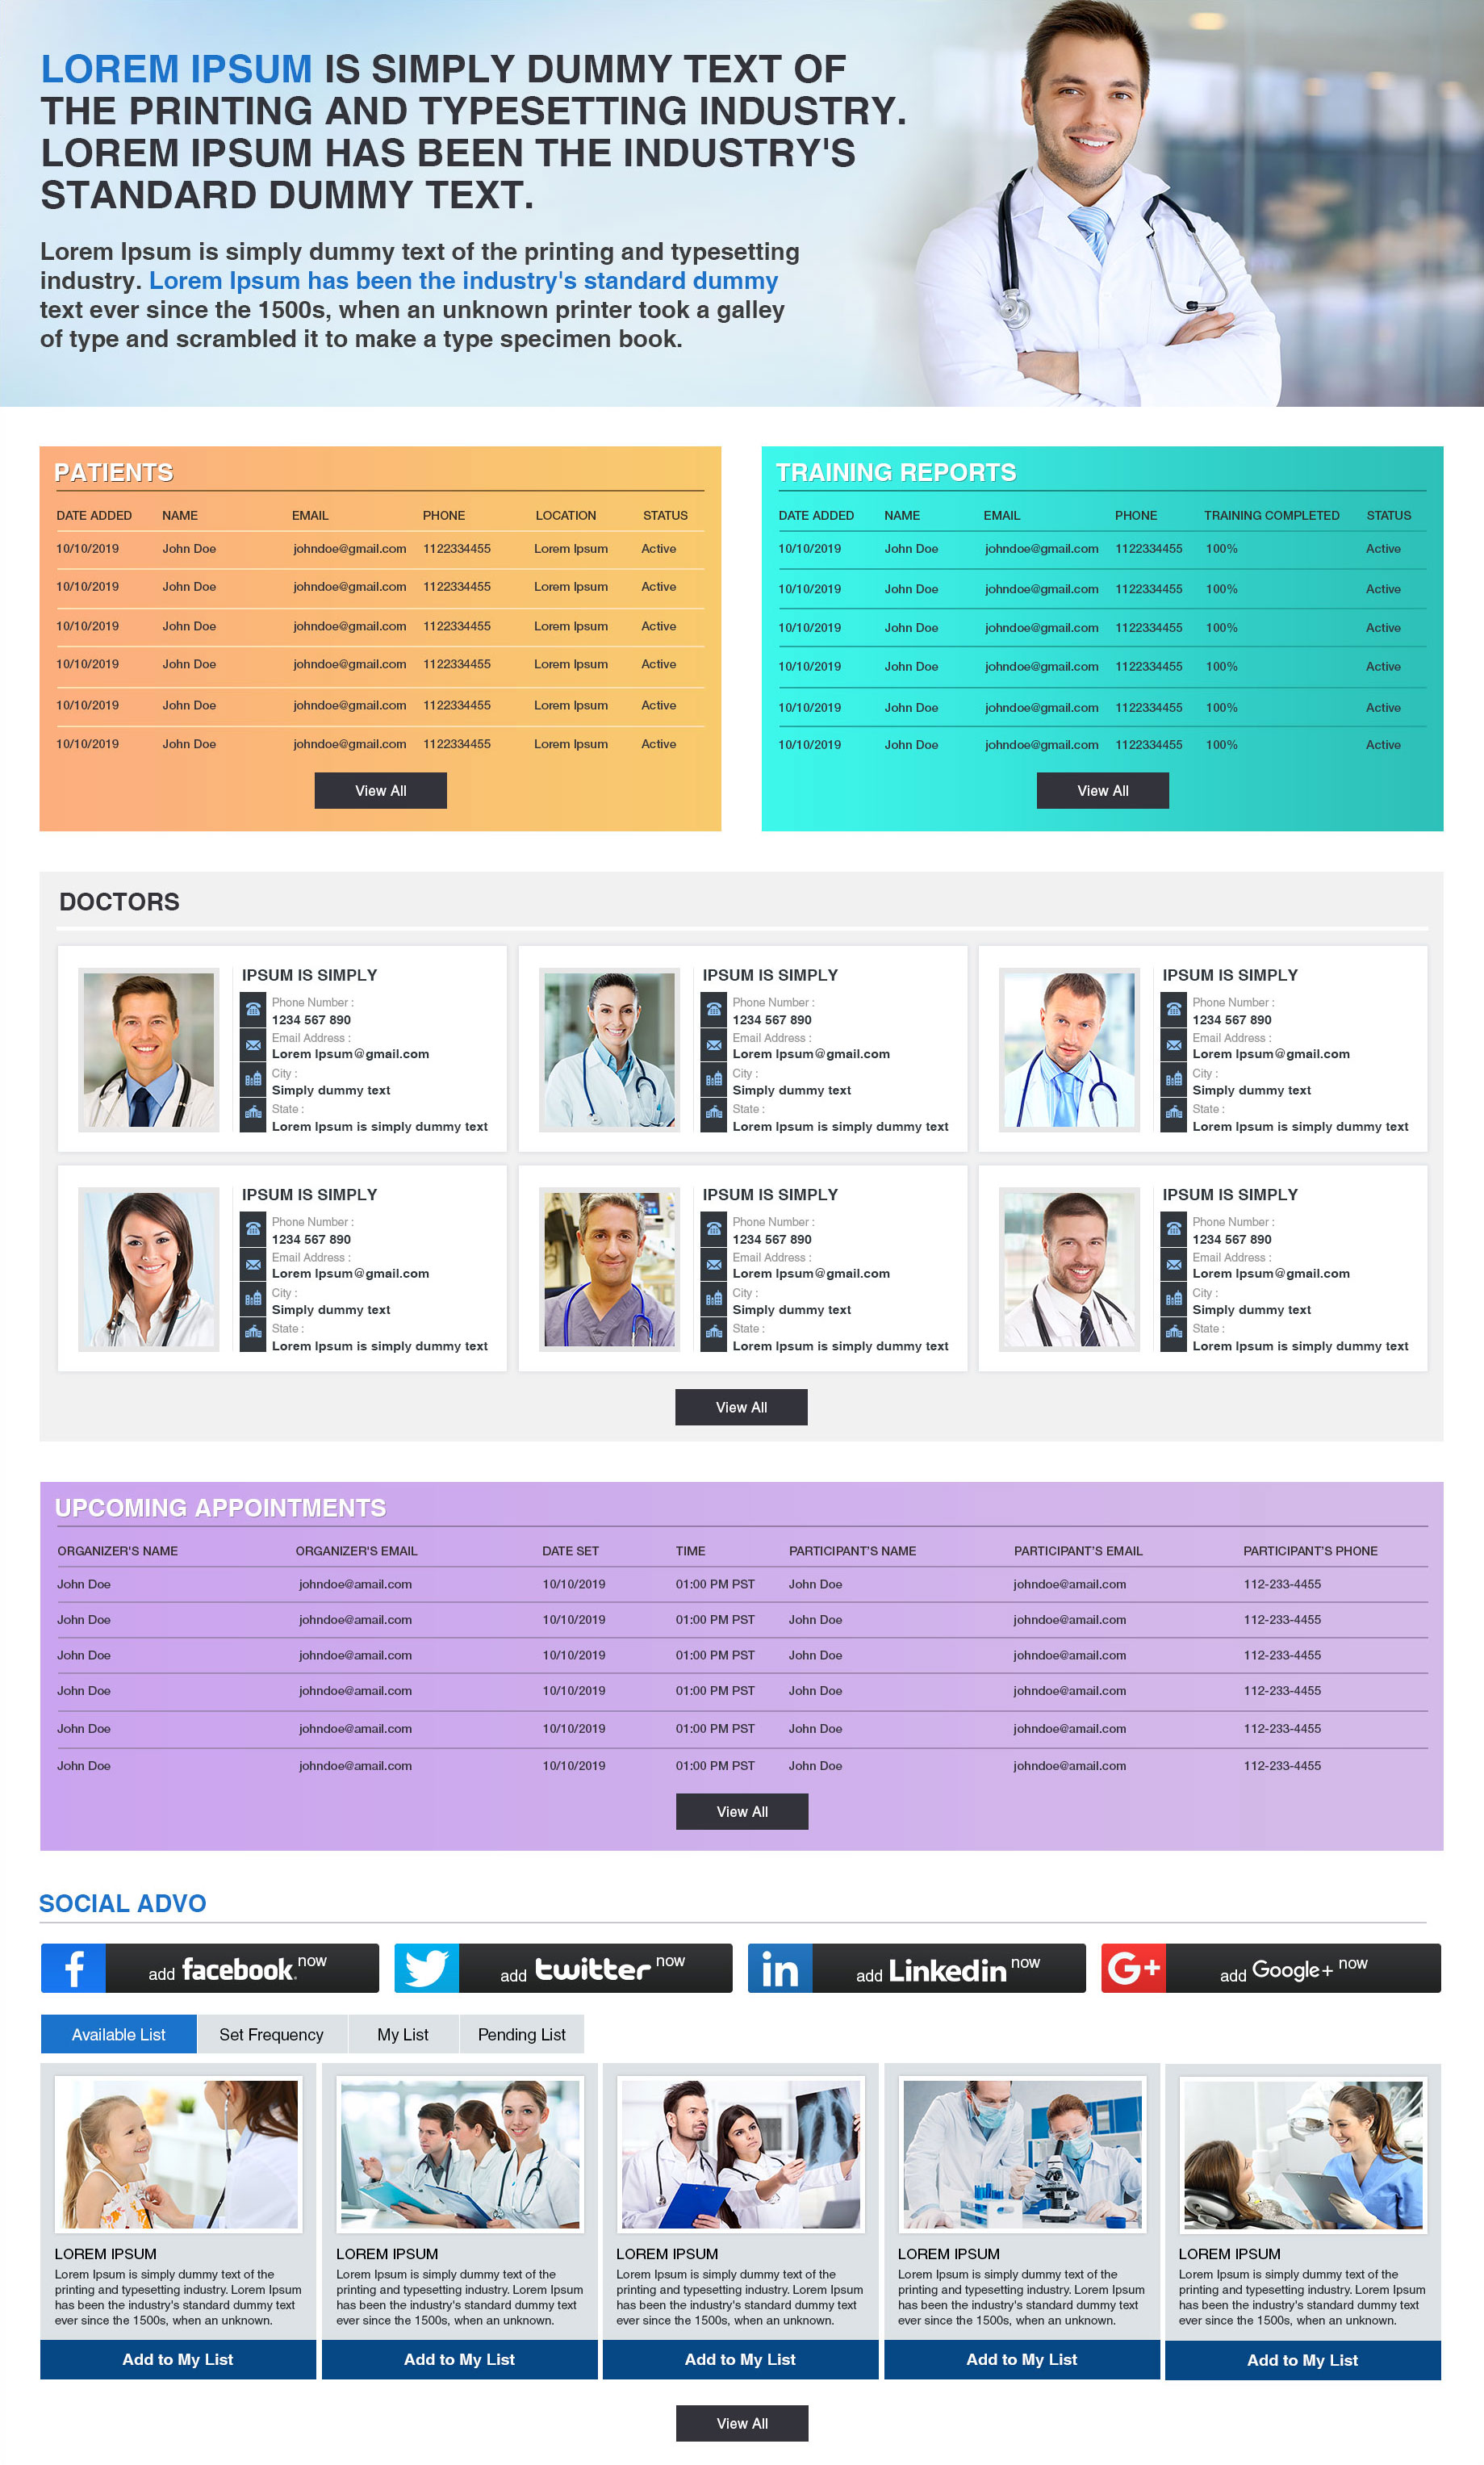 LOREM IPSUM IS SIMPLY DUMMY TEXT OF
THE PRINTING AND TYPESETTING INDUSTRY.
LOREM IPSUM HAS BEEN THE INDUSTRY'S
STANDARD DUMMY TEXT.
Lorem Ipsum is simply dummy text of the printing and typesetting
industry. Lorem Ipsum has been the industry's standard dummy
text ever since the 1500s, when an unknown printer took a galley
of type and scrambled it to make a type specimen book.
PATIENTS
DATE ADDED NAME EMAIL PHONE LOCATION STATUS
10/10/2019 John Doe johndoe@gmail.com 1122334455 Lorem Ipsum Active
10/10/2019 John Doe johndoe@gmail.com 1122334455 Lorem Ipsum Active
10/10/2019 John Doe johndoe@gmail.com 1122334455 Lorem Ipsum Active
10/10/2019 John Doe johndoe@gmail.com 1122334455 Lorem Ipsum Active
10/10/2019 John Doe johndoe@gmail.com 1122334455 Lorem Ipsum Active
10/10/2019 John Doe johndoe@gmail.com 1122334455 Lorem Ipsum Active
View All
TRAINING REPORTS
DATE ADDED NAME EMAIL PHONE TRAINING COMPLETED STATUS
10/10/2019 John Doe johndoe@gmail.com 1122334455 100% Active
10/10/2019 John Doe johndoe@gmail.com 1122334455 100% Active
10/10/2019 John Doe johndoe@gmail.com 1122334455 100% Active
10/10/2019 John Doe johndoe@gmail.com 1122334455 100% Active
10/10/2019 John Doe johndoe@gmail.com 1122334455 100% Active
10/10/2019 John Doe johndoe@gmail.com 1122334455 100% Active
View All
DOCTORS
IPSUM IS SIMPLY
Phone Number :
1234 567 890
Email Address :
Lorem Ipsum@gmail.com
City :
Simply dummy text
State :
Lorem Ipsum is simply dummy text
IPSUM IS SIMPLY
Phone Number :
1234 567 890
Email Address :
Lorem Ipsum@gmail.com
City :
Simply dummy text
State :
Lorem Ipsum is simply dummy text
IPSUM IS SIMPLY
Phone Number :
1234 567 890
Email Address :
Lorem Ipsum@gmail.com
City :
Simply dummy text
State :
Lorem Ipsum is simply dummy text
IPSUM IS SIMPLY
Phone Number :
1234 567 890
Email Address :
Lorem Ipsum@gmail.com
City :
Simply dummy text
State :
Lorem Ipsum is simply dummy text
IPSUM IS SIMPLY
Phone Number :
1234 567 890
Email Address :
Lorem Ipsum@gmail.com
City :
Simply dummy text
State :
Lorem Ipsum is simply dummy text
IPSUM IS SIMPLY
Phone Number :
1234 567 890
Email Address :
Lorem Ipsum@gmail.com
City :
Simply dummy text
State :
Lorem Ipsum is simply dummy text
View All
UPCOMING APPOINTMENTS
ORGANIZER'S NAME ORGANIZER'S EMAIL DATE SET TIME PARTICIPANT'S NAME PARTICIPANT'S EMAIL PARTICIPANT'S PHONE
John Doe johndoe@amail.com 10/10/2019 01:00 PM PST John Doe johndoe@amail.com 112-233-4455
John Doe johndoe@amail.com 10/10/2019 01:00 PM PST John Doe johndoe@amail.com 112-233-4455
John Doe johndoe@amail.com 10/10/2019 01:00 PM PST John Doe johndoe@amail.com 112-233-4455
John Doe johndoe@amail.com 10/10/2019 01:00 PM PST John Doe johndoe@amail.com 112-233-4455
John Doe johndoe@amail.com 10/10/2019 01:00 PM PST John Doe johndoe@amail.com 112-233-4455
John Doe johndoe@amail.com 10/10/2019 01:00 PM PST John Doe johndoe@amail.com 112-233-4455
View All
SOCIAL ADVO
f add facebook. now
add twitter now
in add Linkedin now
G+ add Google+ now
Available List Set Frequency My List Pending List
LOREM IPSUM
Lorem Ipsum is simply dummy text of the
printing and typesetting industry. Lorem Ipsum
has been the industry's standard dummy text
ever since the 1500s, when an unknown.
Add to My List
LOREM IPSUM
Lorem Ipsum is simply dummy text of the
printing and typesetting industry. Lorem Ipsum
has been the industry's standard dummy text
ever since the 1500s, when an unknown.
Add to My List
LOREM IPSUM
Lorem Ipsum is simply dummy text of the
printing and typesetting industry. Lorem Ipsum
has been the industry's standard dummy text
ever since the 1500s, when an unknown.
Add to My List
LOREM IPSUM
Lorem Ipsum is simply dummy text of the
printing and typesetting industry. Lorem Ipsum
has been the industry's standard dummy text
ever since the 1500s, when an unknown.
Add to My List
LOREM IPSUM
Lorem Ipsum is simply dummy text of the
printing and typesetting industry. Lorem Ipsum
has been the industry's standard dummy text
ever since the 1500s, when an unknown.
Add to My List
View All